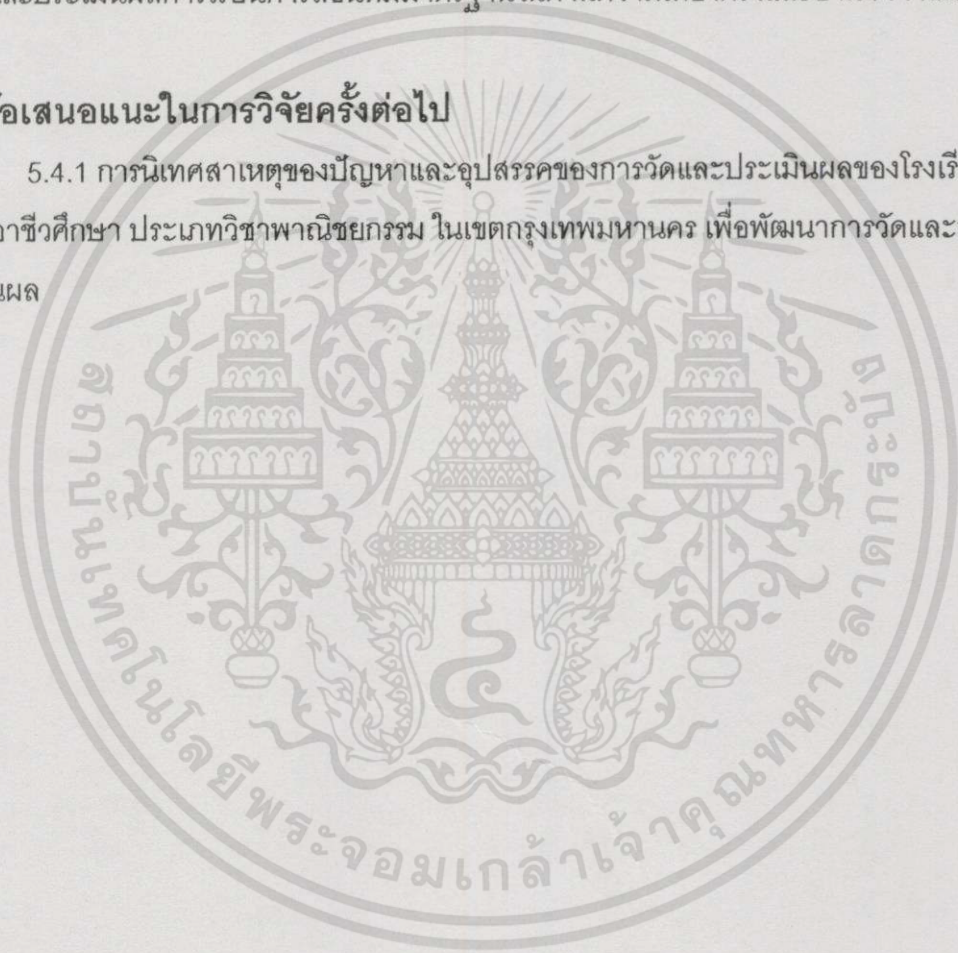 ข้อเสนอแนะในการวิจัยครั้งต่อไป
5.4.1 การนิเทศสาเหตุของปัญหาและอุปสรรคของการวัดและประเมินผลของโรงเรี
อาชีวศึกษา ประเภทวิชาพาณิชยกรรม ในเขตกรุงเทพมหานคร เพื่อพัฒนาการวัดและ
นผล
สถาบันเทคโนโลยีพระจอมเกล้าเจ้าคุณทหารลาดกระบัง